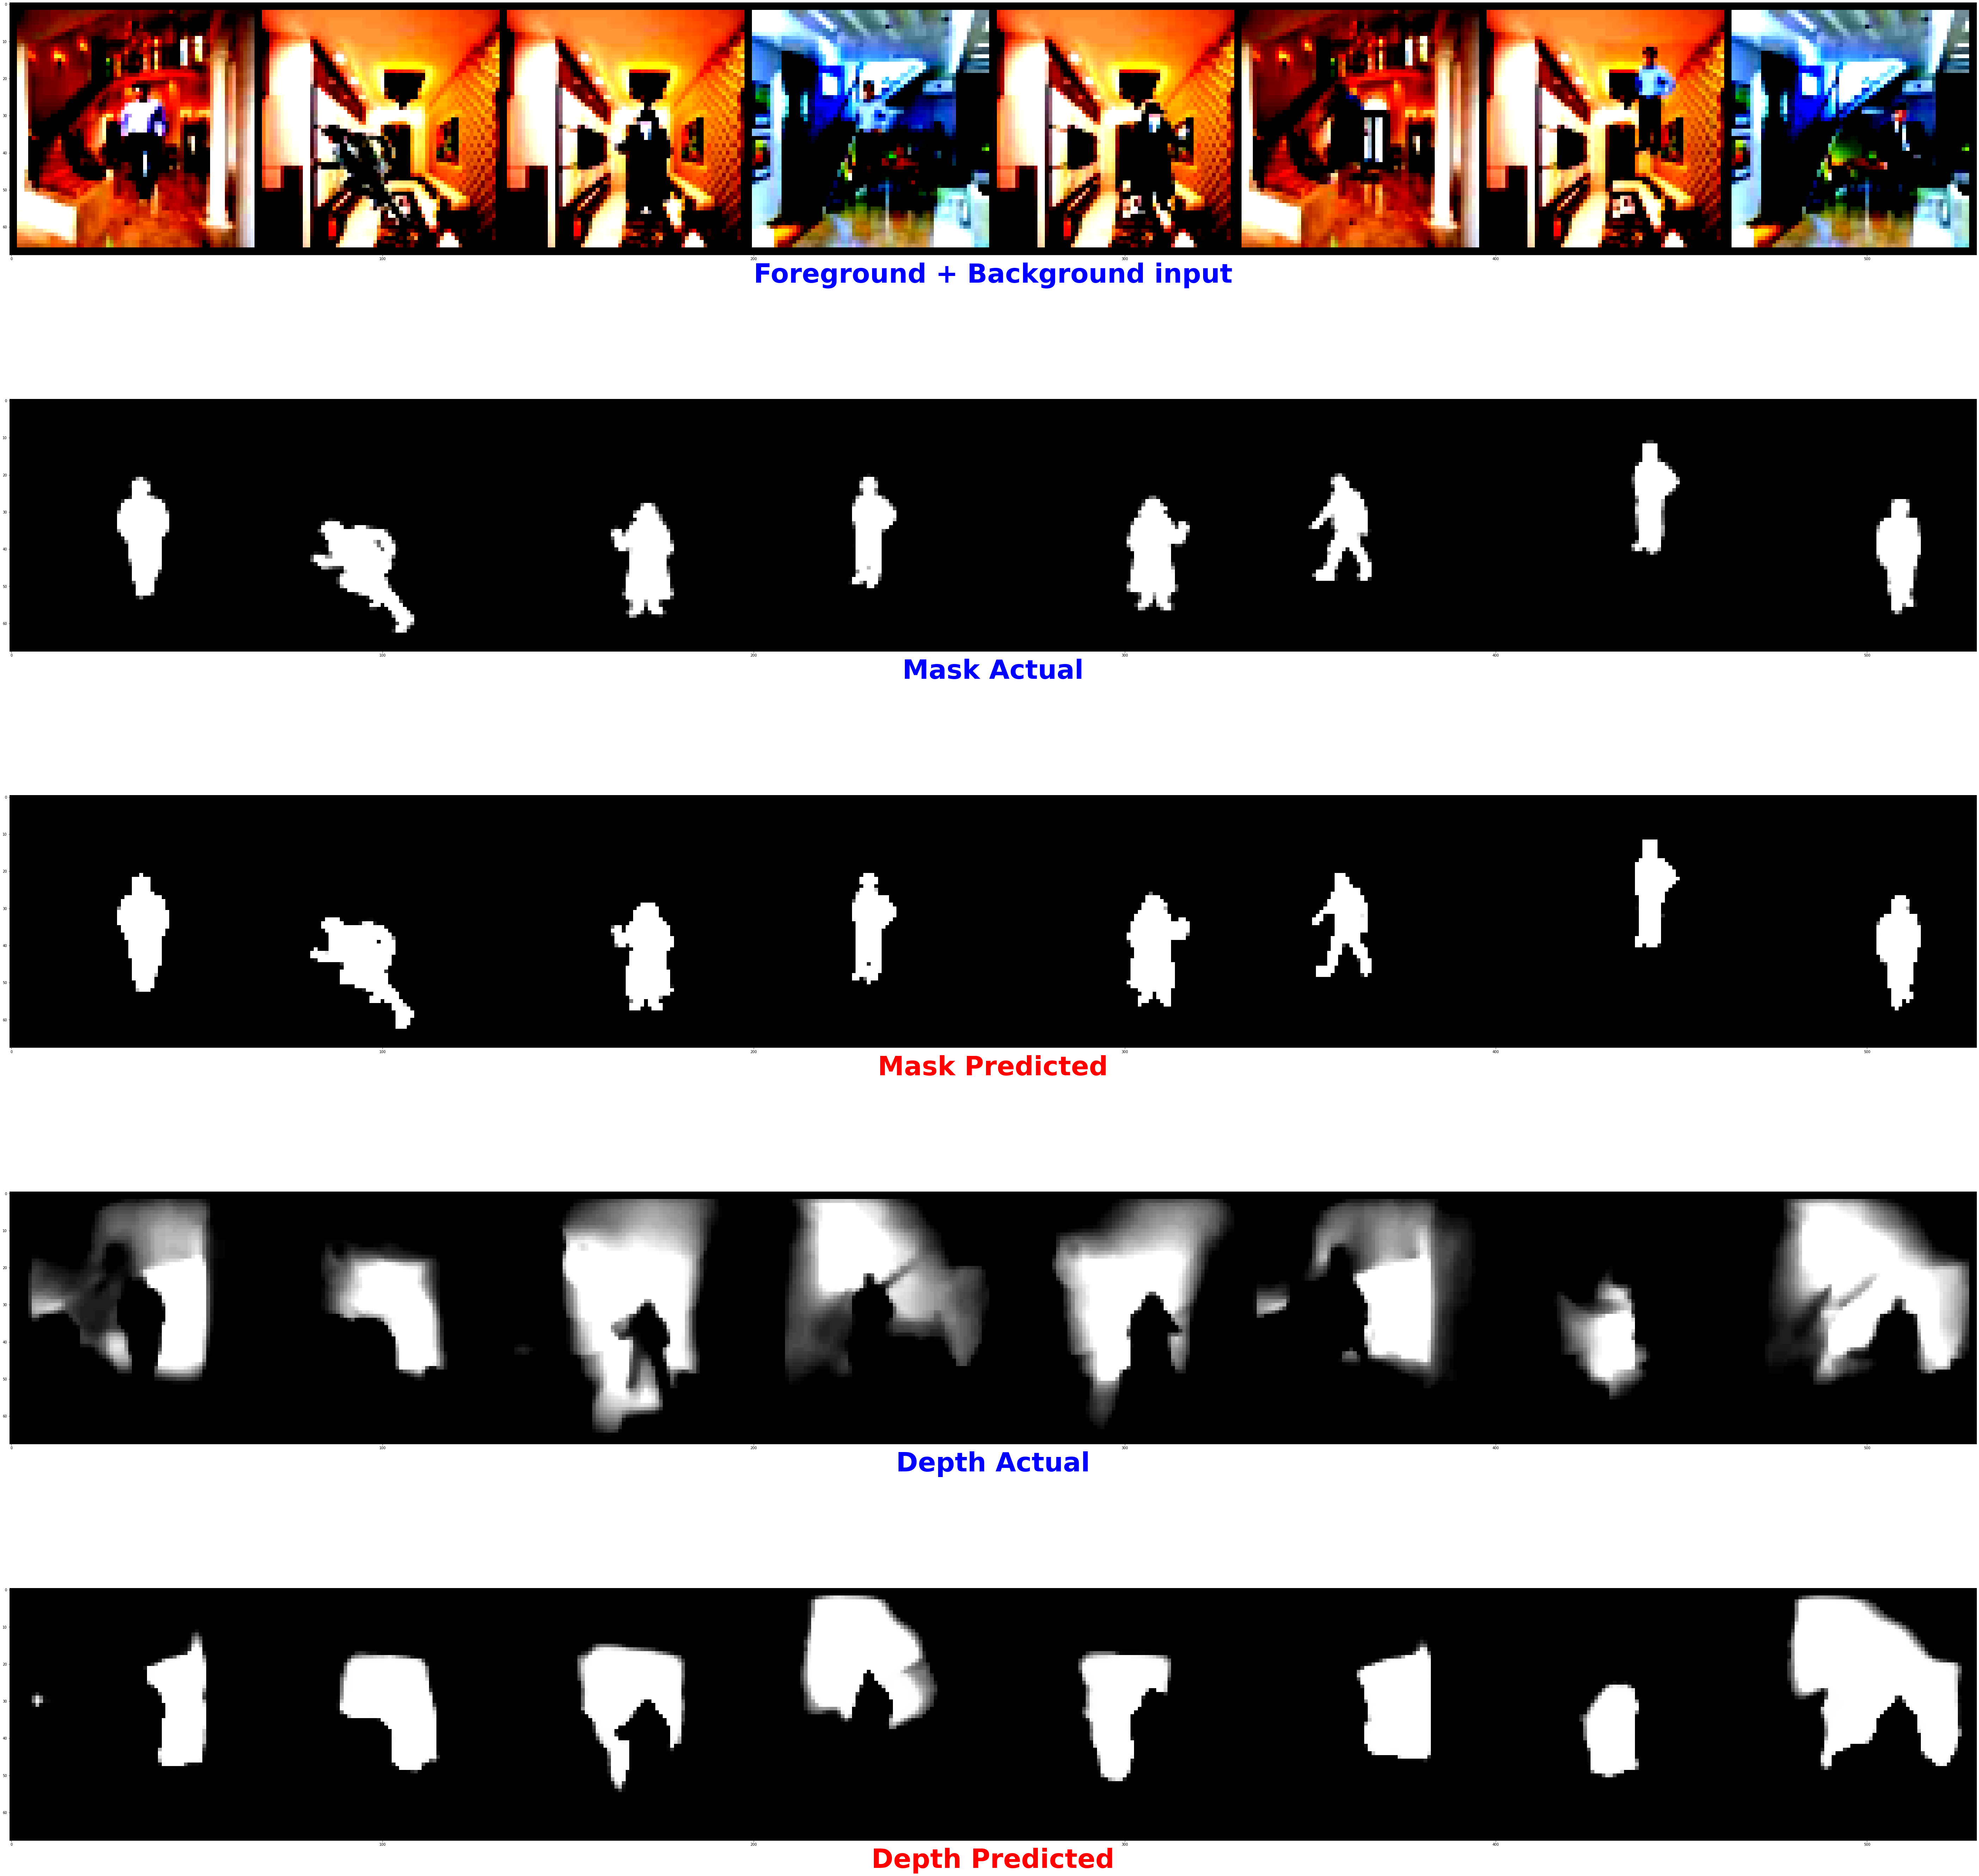 Foreground + Background input
Mask Actual
Mask Predicted
Depth Actual
Depth Predicted